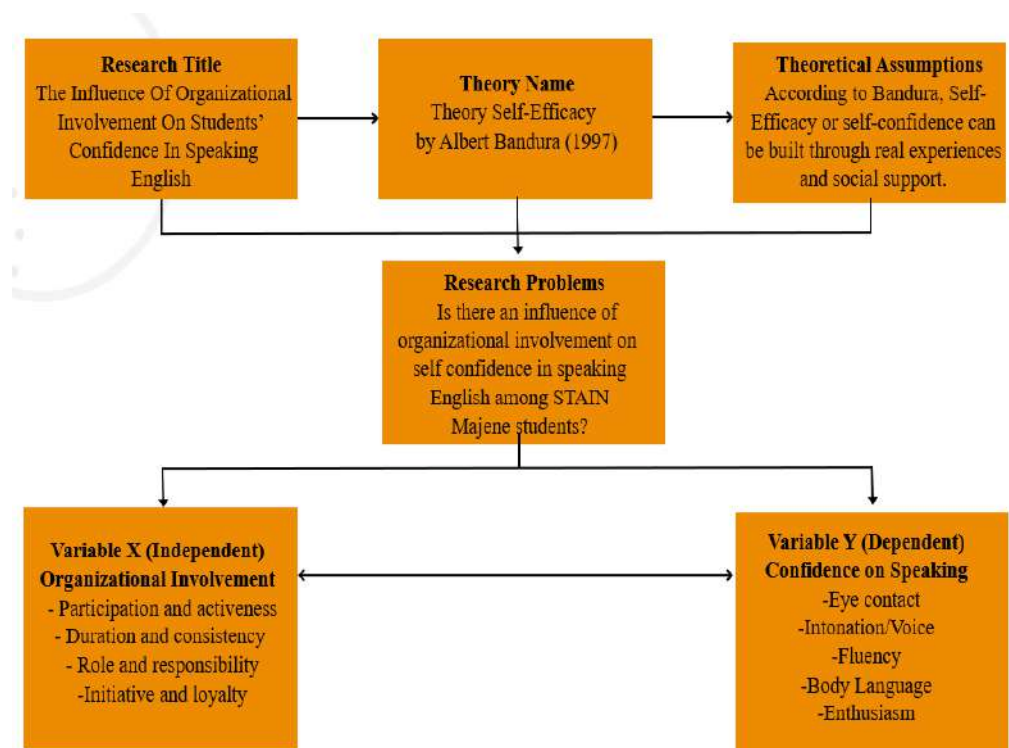 Research Title
The Influence Of Organizational
Involvement On Students'
Confidence In Speaking
English
Theory Name
Theory Self-Efficacy
by Albert Bandura (1997)
Theoretical Assumptions
According to Bandura, Self-
Efficacy or self-confidence can
be built through real experiences
and social support.
Research Problems
Is there an influence of
organizational involvement on
self confidence in speaking
English among STAIN
Majene students?
Variable X (Independent)
Organizational Involvement
- Participation and activeness
- Duration and consistency
- Role and responsibility
-Initiative and loyalty
Variable Y (Dependent)
Confidence on Speaking
-Eye contact
-Intonation/Voice
-Fluency
-Body Language
-Enthusiasm